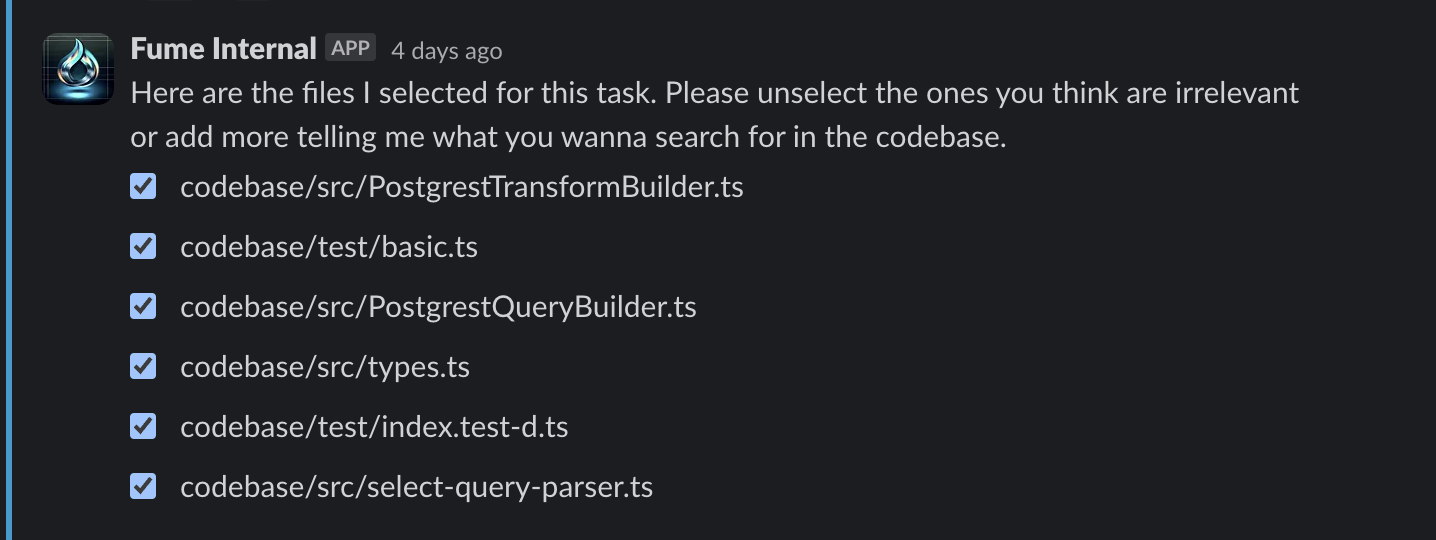 Fume Internal APP 4 days ago
Here are the files I selected for this task. Please unselect the ones you think are irrelevant
or add more telling me what you wanna search for in the codebase.
codebase/src/PostgrestTransformBuilder.ts
codebase/test/basic.ts
codebase/src/PostgrestQueryBuilder.ts
codebase/src/types.ts
codebase/test/index.test-d.ts
codebase/src/select-query-parser.ts